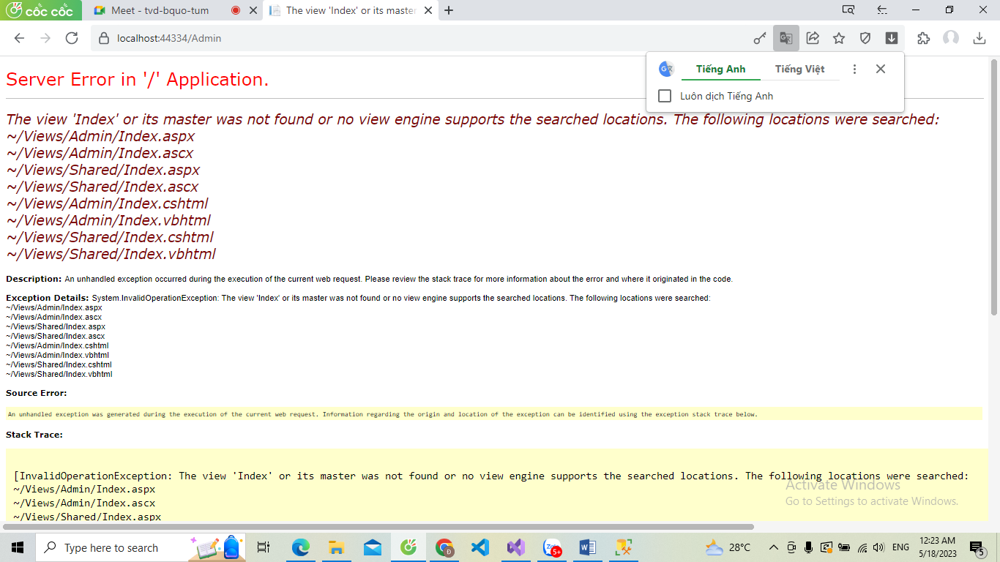 cốc cốc
Meet - tvd-bquo-tum
The view 'Index' or its master
localhost:44334/Admin
Tiếng Anh
Tiếng Việt
Luôn dịch Tiếng Anh
Server Error in '/' Application.
The view 'Index' or its master was not found or no view engine supports the searched locations. The following locations were searched:
~/Views/Admin/Index.aspx
~/Views/Admin/Index.ascx
~/Views/Shared/Index.aspx
~/Views/Shared/Index.ascx
~/Views/Admin/Index.cshtml
~/Views/Admin/Index.vbhtml
~/Views/Shared/Index.cshtml
~/Views/Shared/Index.vbhtml
Description: An unhandled exception occurred during the execution of the current web request. Please review the stack trace for more information about the error and where it originated in the code.
Exception Details: System.InvalidOperationException: The view 'Index' or its master was not found or no view engine supports the searched locations. The following locations were searched:
~/Views/Admin/Index.aspx
~/Views/Admin/Index.ascx
~/Views/Shared/Index.aspx
~/Views/Shared/Index.ascx
~/Views/Admin/Index.cshtml
~/Views/Admin/Index.vbhtml
~/Views/Shared/Index.cshtml
~/Views/Shared/Index.vbhtml
Source Error:
An unhandled exception was generated during the execution of the current web request. Information regarding the origin and location of the exception can be identified using the exception stack trace below.
Stack Trace:
[InvalidOperationException: The view 'Index' or its master was not found or no view engine supports the searched locations. The following locations were searched:
~/Views/Admin/Index.aspx
~/Views/Admin/Index.ascx
~/Views/Shared/Index.aspx
Activate Windows
Go to Settings to activate Windows.
Type here to search
Đ
Zalo
5+
W
28°C
ENG
12:23 AM
5/18/2023
5